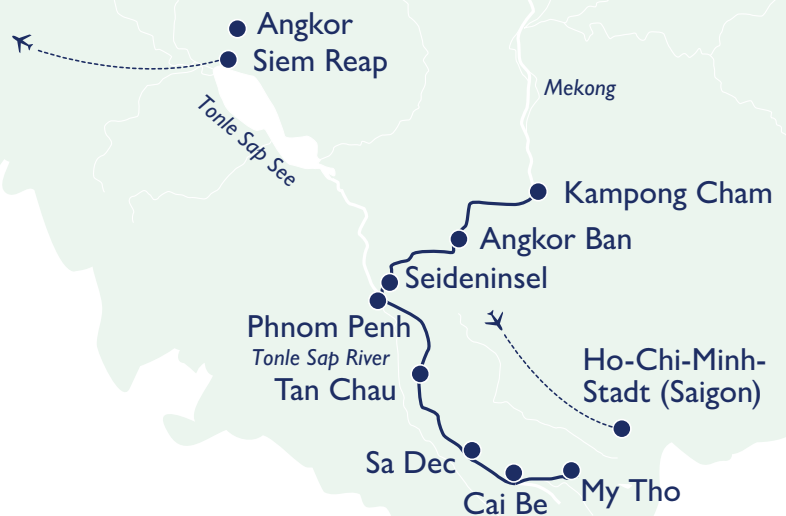 Angkor
Siem Reap
Tonle Sap See
Mekong
Kampong Cham
Angkor Ban
Seideninsel
Phnom Penh
Tonle Sap River
Tan Chau
Ho-Chi-Minh-
Stadt (Saigon)
Sa Dec
Cai Be
My Tho